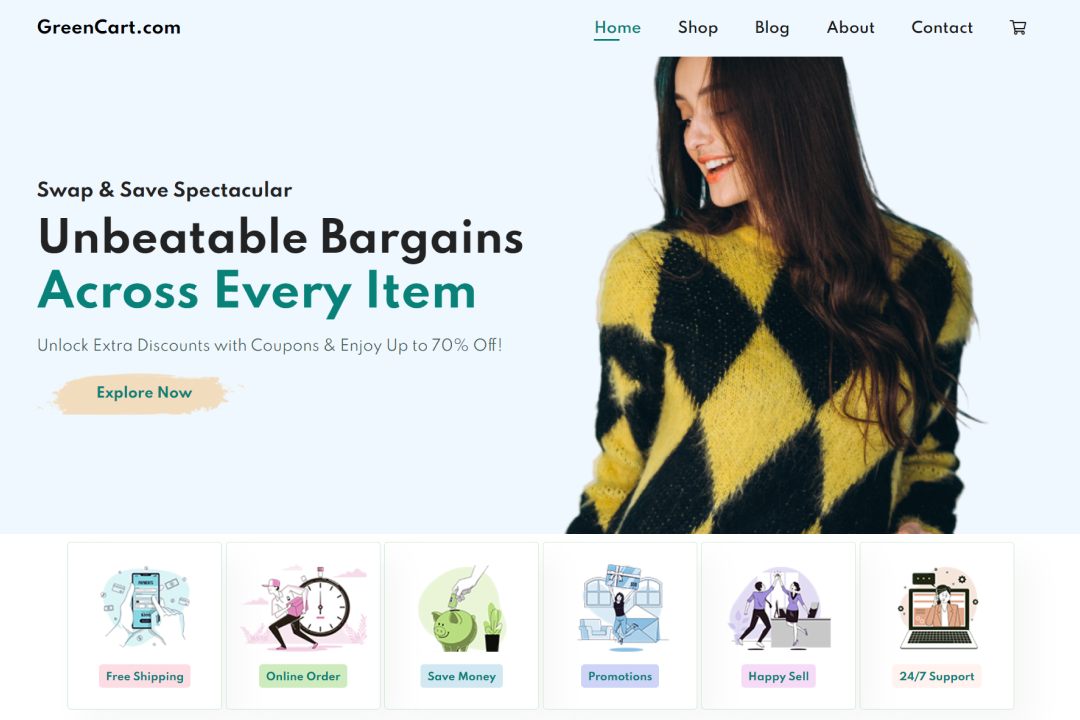 GreenCart.com
Home Shop Blog About Contact
Swap & Save Spectacular
Unbeatable Bargains
Across Every Item
Unlock Extra Discounts with Coupons & Enjoy Up to 70% Off!
Explore Now
PAYMENTS
Free Shipping
Online Order
Save Money
Promotions
Happy Sell
24/7 Support